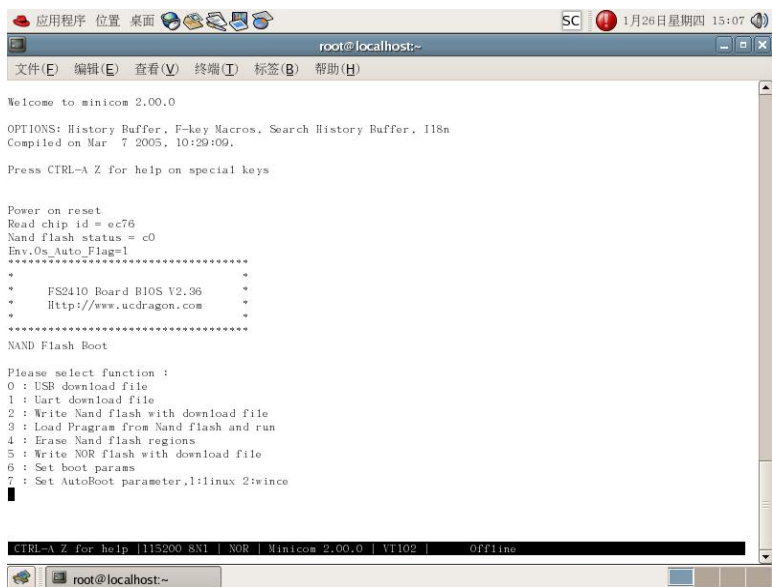 应用程序 位置 桌面 SC 1月26日星期四 15:07
root@localhost:~
文件(F) 编辑(E) 查看(V) 终端(T) 标签(B) 帮助(H)
Welcome to minicom 2.00.0
OPTIONS: History Buffer, F-key Macros, Search History Buffer, I18n
Compiled on Mar  7 2005, 10:29:09.
Press CTRL-A Z for help on special keys
Power on reset
Read chip id = ec76
Nand flash status = c0
Env.Os_Auto_Flag=1
*************************************
*                                   *
*     FS2410 Board BIOS V2.36       *
*     Http://www.ucdragon.com       *
*                                   *
*************************************
NAND Flash Boot
Please select function :
0 : USB download file
1 : Uart download file
2 : Write Nand flash with download file
3 : Load Pragram from Nand flash and run
4 : Erase Nand flash regions
5 : Write NOR flash with download file
6 : Set boot params
7 : Set AutoBoot parameter,1:linux 2:wince
CTRL-A Z for help |115200 8N1 | NOR | Minicom 2.00.0 | VT102 |      Offline
root@localhost:~